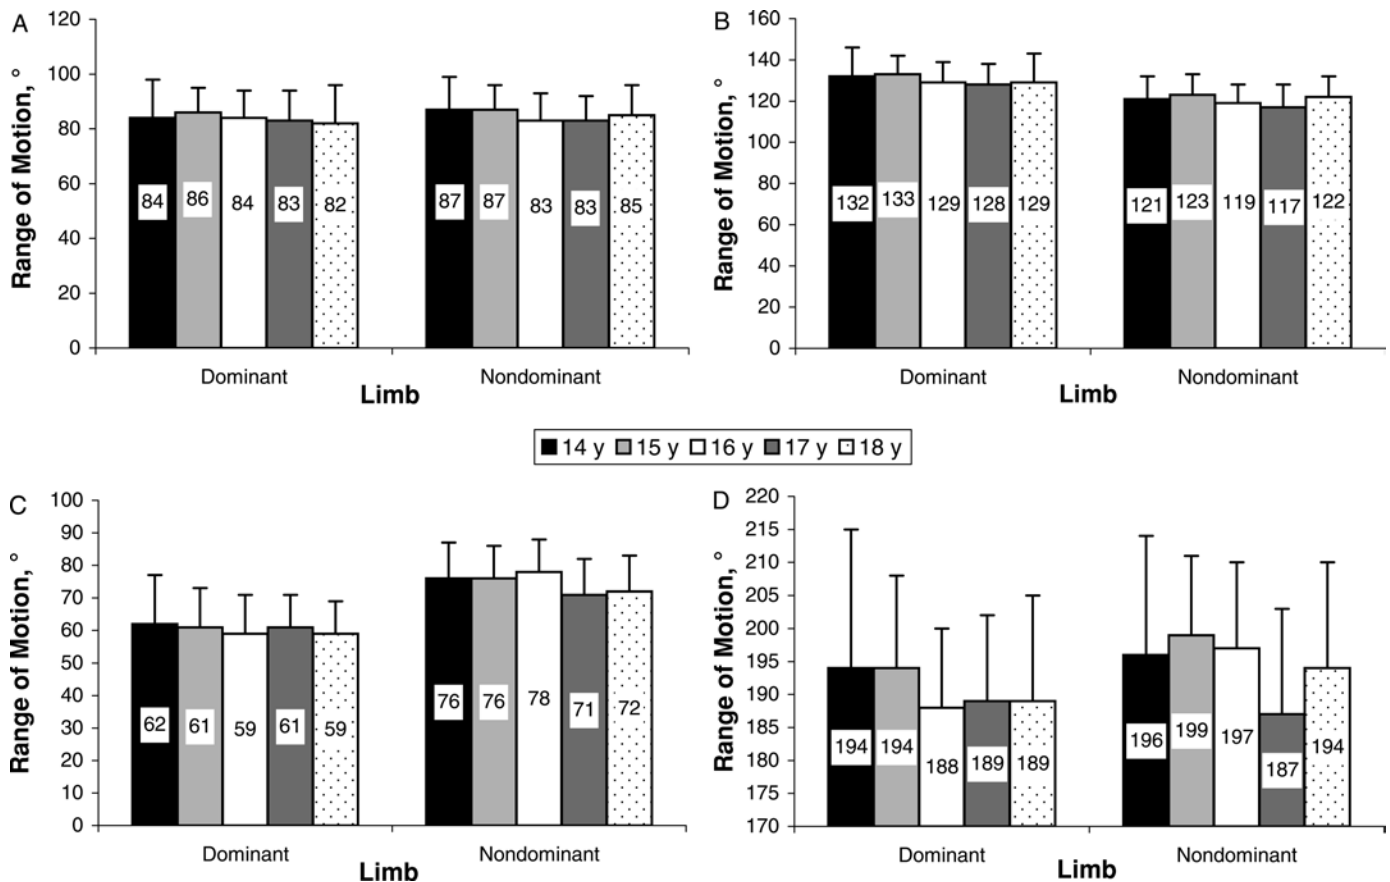 A
120
100
80
60
40
20
0
Range of Motion, °
84 86 84 83 82 87 87 83 83 85
Dominant Nondominant
Limb
B
160
140
120
100
80
60
40
20
0
Range of Motion, °
132 133 129 128 129 121 123 119 117 122
Dominant Nondominant
Limb
14 y 15 y 16 y 17 y 18 y
C
100
90
80
70
60
50
40
30
20
10
0
Range of Motion, °
62 61 59 61 59 76 76 78 71 72
Dominant Nondominant
Limb
D
220
215
210
205
200
195
190
185
180
175
170
Range of Motion, °
194 194 188 189 189 196 199 197 187 194
Dominant Nondominant
Limb